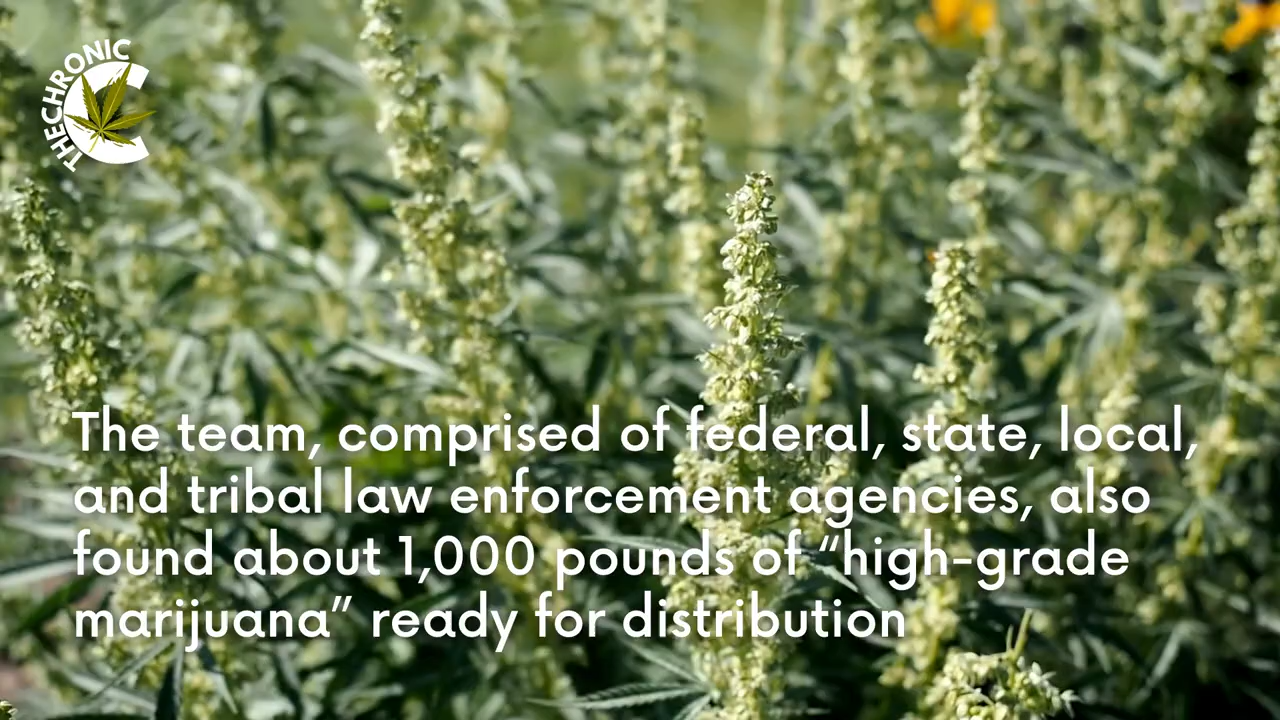 THECHRONIC
The team, comprised of federal, state, local,
and tribal law enforcement agencies, also
found about 1,000 pounds of “high-grade
marijuana” ready for distribution